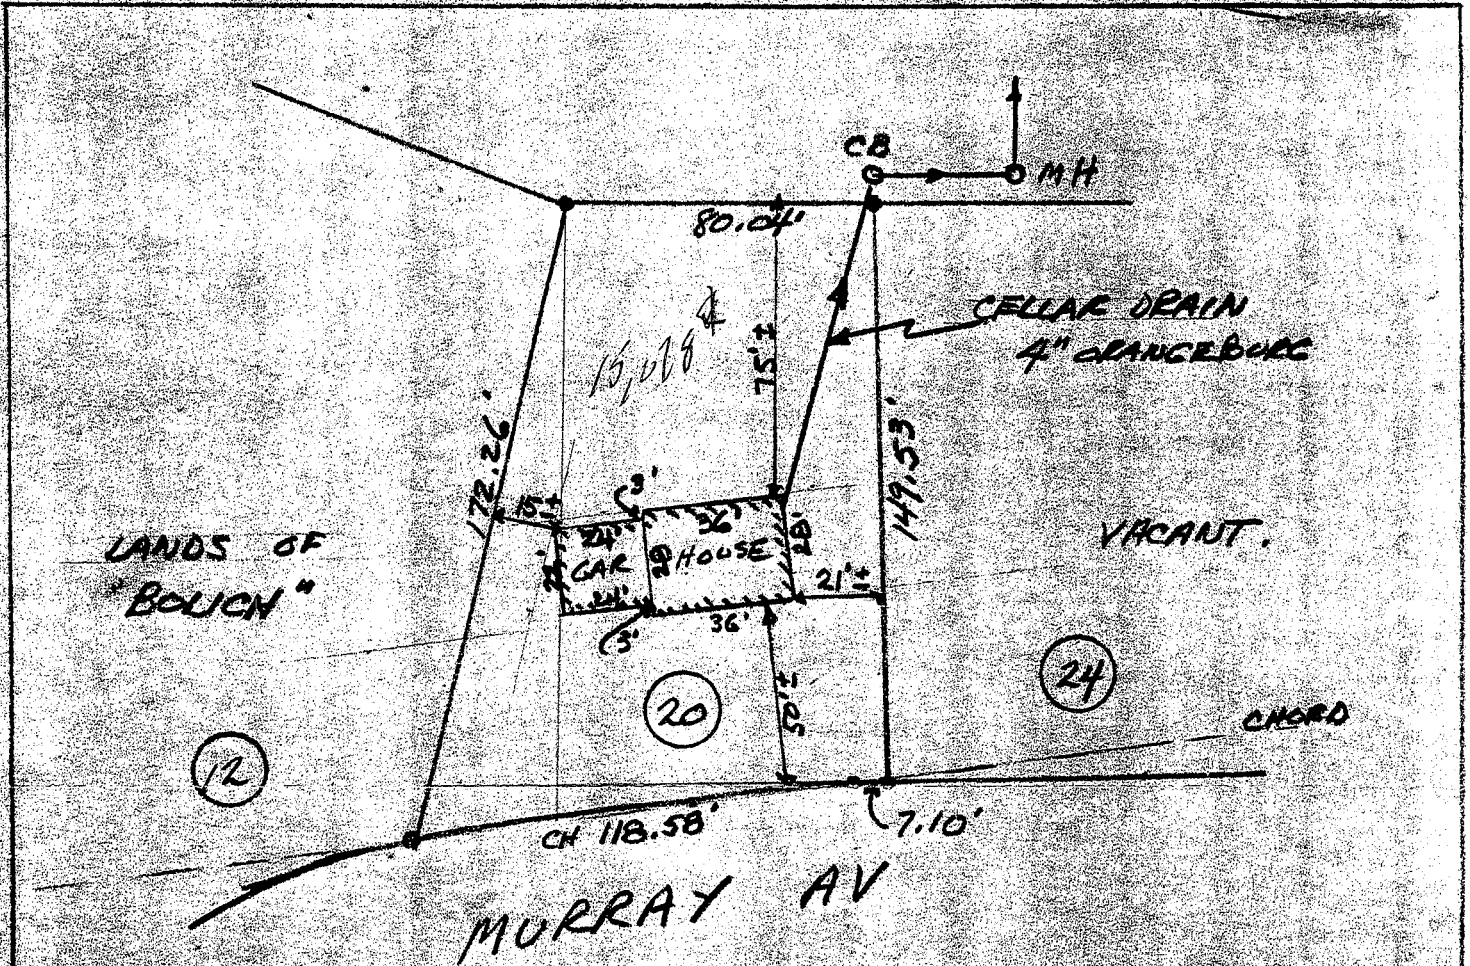 CB
MH
80.04'
CELLAR DRAIN
4" ORANGEBURG
75'±
172.26'
149.53'
15'±
3'
24'
36'
28'
GAR
28'
HOUSE
24'
21'±
3'
36'
VACANT.
LANDS OF
"BOUCH"
50'±
20
24
12
CHORD
CH 118.58'
7.10'
MURRAY AV